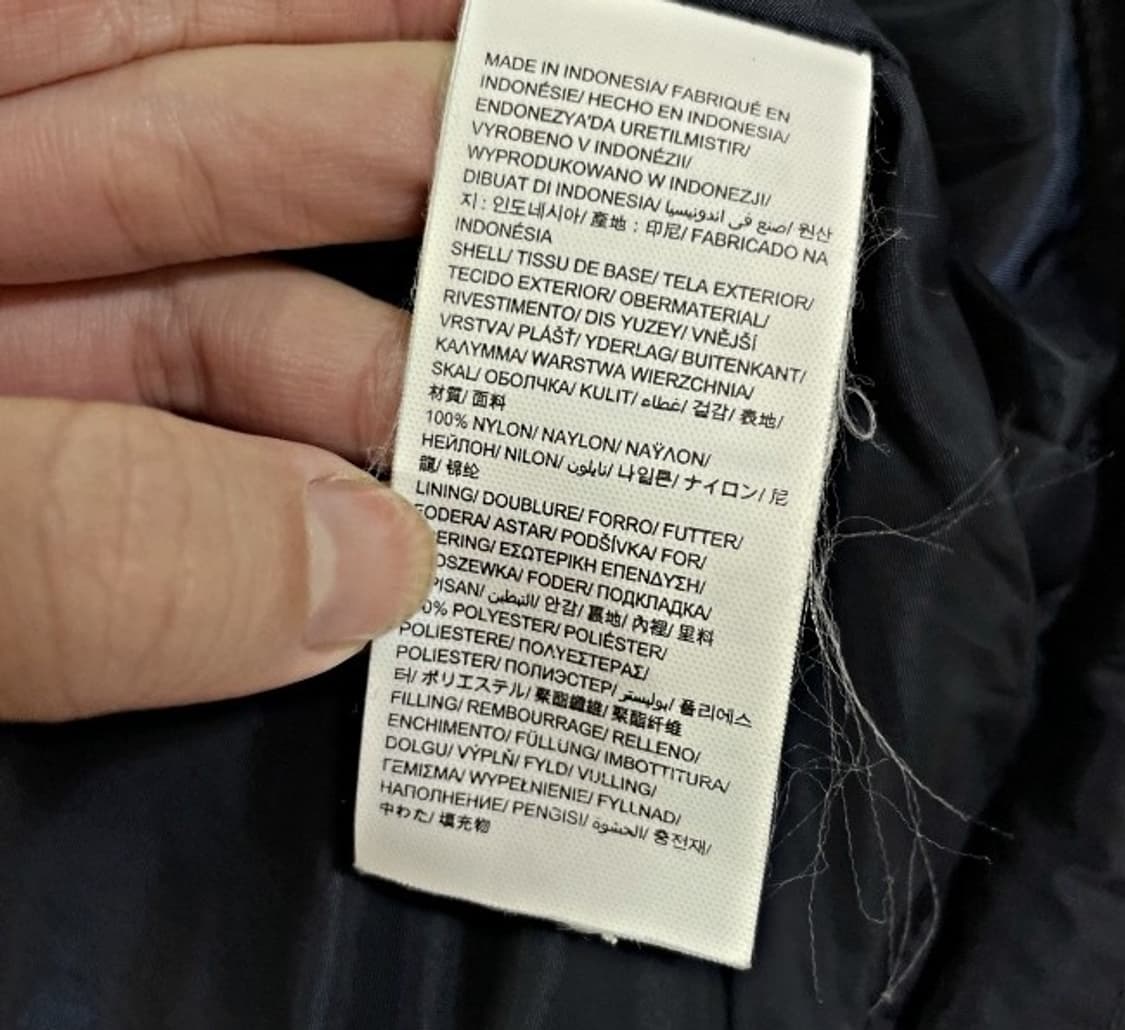 MADE IN INDONESIA/ FABRIQUÉ EN
INDONÉSIE/ HECHO EN INDONESIA/
ENDONEZYA'DA URETILMISTIR/
VYROBENO V INDONÉZII/
WYPRODUKOWANO W INDONEZJI/
DIBUAT DI INDONESIA/ صنع في اندونيسيا/ 원산
지 : 인도네시아/ 產地 : 印尼/ FABRICADO NA
INDONÉSIA
SHELL/ TISSU DE BASE/ TELA EXTERIOR/
TECIDO EXTERIOR/ OBERMATERIAL/
RIVESTIMENTO/ DIS YUZEY/ VNĚJŠÍ
VRSTVA/ PLÁŠŤ/ YDERLAG/ BUITENKANT/
ΚΑΛΥΜΜΑ/ WARSTWA WIERZCHNIA/
SKAL/ ОБОЛЧКА/ KULIT/ غطاء/ 겉감/ 表地/
材質/ 面料
100% NYLON/ NAYLON/ ΝΑΫΛΟΝ/
НЕЙЛОН/ NILON/ نايلون/ 나일론/ ナイロン/ 尼
龍/ 锦纶
LINING/ DOUBLURE/ FORRO/ FUTTER/
FODERA/ ASTAR/ PODŠÍVKA/ FOR/
ERING/ ΕΣΩΤΕΡΙΚΗ ΕΠΕΝΔΥΣΗ/
OSZEWKA/ FODER/ ПОДКЛАДКА/
PISAN/ التبطين/ 안감/ 裏地/ 內裡/ 里料
0% POLYESTER/ POLIÉSTER/
POLIESTERE/ ΠΟΛΥΕΣΤΕΡΑΣ/
POLIESTER/ ПОЛИЭСТЕР/ بوليستر/ 폴리에스
터/ ポリエステル/ 聚酯纖維/ 聚酯纤维
FILLING/ REMBOURRAGE/ RELLENO/
ENCHIMENTO/ FÜLLUNG/ IMBOTTITURA/
DOLGU/ VÝPLŇ/ FYLD/ VULLING/
ΓΕΜΙΣΜΑ/ WYPEŁNIENIE/ FYLLNAD/
НАПОЛНЕНИЕ/ PENGISI/ الحشوة/ 충전재/
中わた/ 填充物